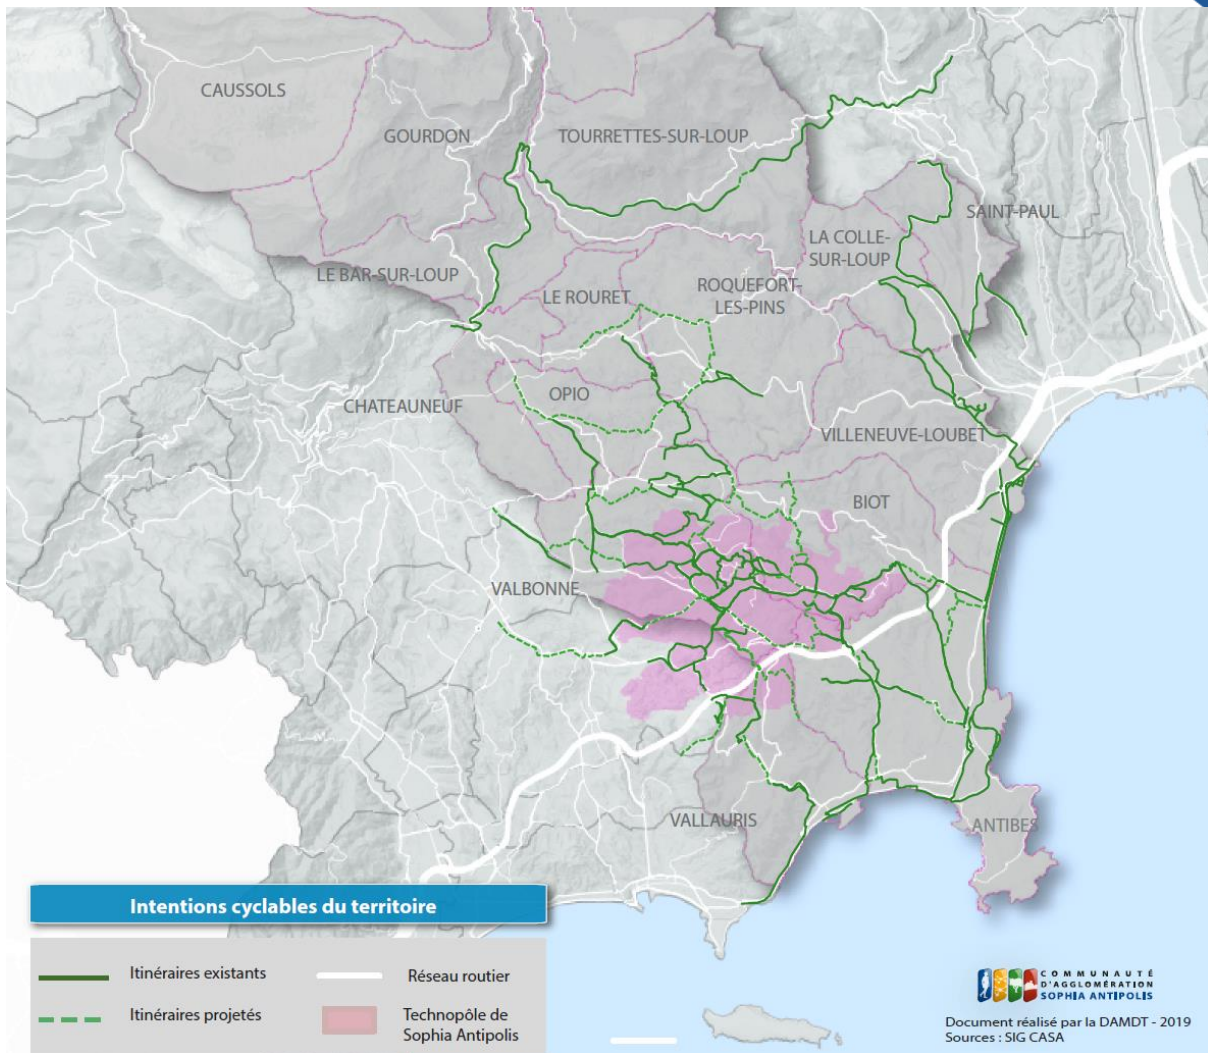 CAUSSOLS
GOURDON
TOURRETTES-SUR-LOUP
SAINT-PAUL
LA COLLE-
SUR-LOUP
LE BAR-SUR-LOUP
LE ROURET
ROQUEFORT-
LES-PINS
CHATEAUNEUF
OPIO
VILLENEUVE-LOUBET
BIOT
VALBONNE
VALLAURIS
ANTIBES
Intentions cyclables du territoire
Itinéraires existants
Réseau routier
Itinéraires projetés
Technopôle de
Sophia Antipolis
COMMUNAUTÉ
D'AGGLOMÉRATION
SOPHIA ANTIPOLIS
Document réalisé par la DAMDT - 2019
Sources : SIG CASA